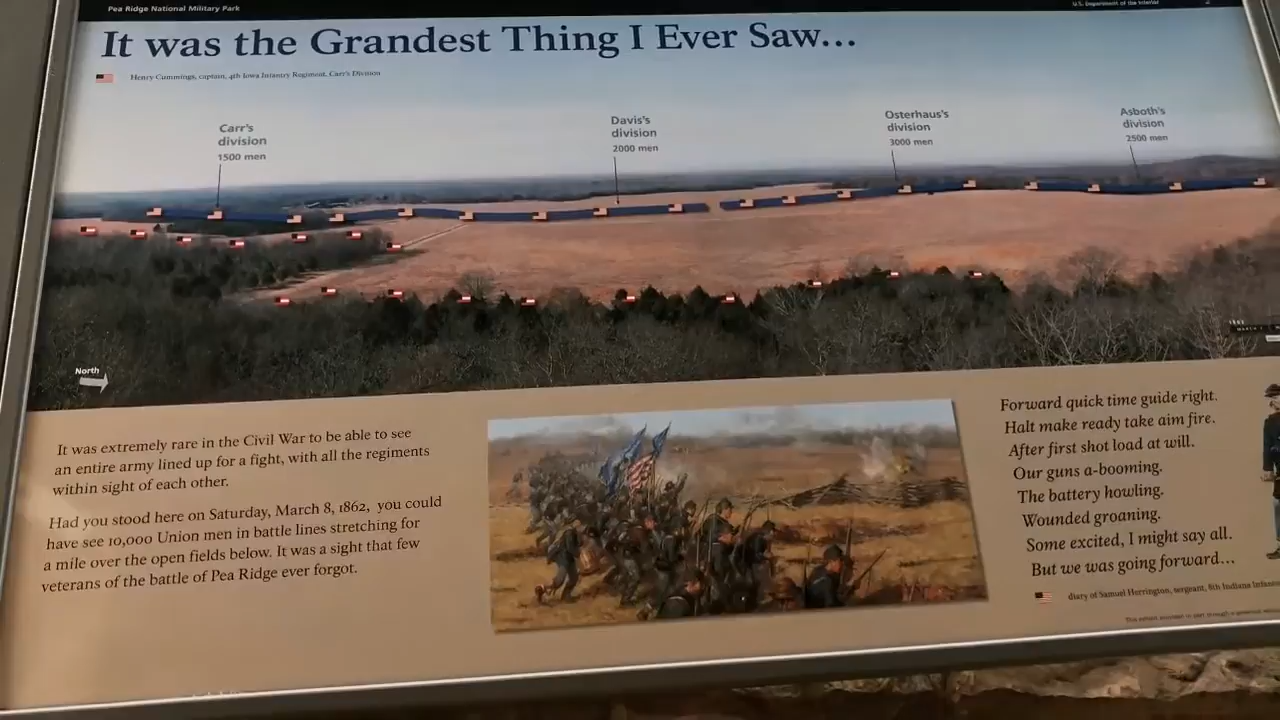 Pea Ridge National Military Park
U.S. Department of the Interior
It was the Grandest Thing I Ever Saw...
Henry Cummings, captain, 4th Iowa Infantry Regiment, Carr's Division
Carr's
division
1500 men
Davis's
division
2000 men
Osterhaus's
division
3000 men
Asboth's
division
2500 men
North
It was extremely rare in the Civil War to be able to see
an entire army lined up for a fight, with all the regiments
within sight of each other.
Had you stood here on Saturday, March 8, 1862, you could
have see 10,000 Union men in battle lines stretching for
a mile over the open fields below. It was a sight that few
veterans of the battle of Pea Ridge ever forgot.
Forward quick time guide right.
Halt make ready take aim fire.
After first shot load at will.
Our guns a-booming.
The battery howling.
Wounded groaning.
Some excited, I might say all.
But we was going forward...
diary of Samuel Herrington, sergeant, 8th Indiana